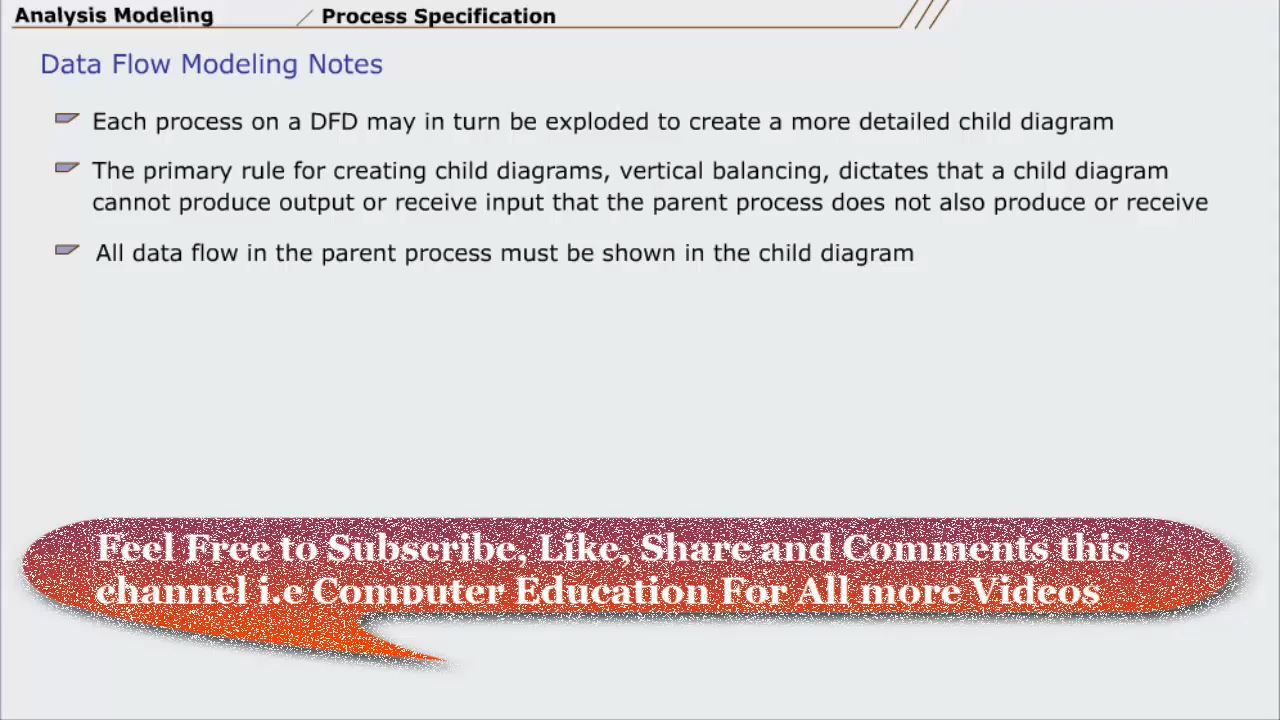 Analysis Modeling / Process Specification
Data Flow Modeling Notes
Each process on a DFD may in turn be exploded to create a more detailed child diagram
The primary rule for creating child diagrams, vertical balancing, dictates that a child diagram
cannot produce output or receive input that the parent process does not also produce or receive
All data flow in the parent process must be shown in the child diagram
Feel Free to Subscribe, Like, Share and Comments this
channel i.e Computer Education For All more Videos